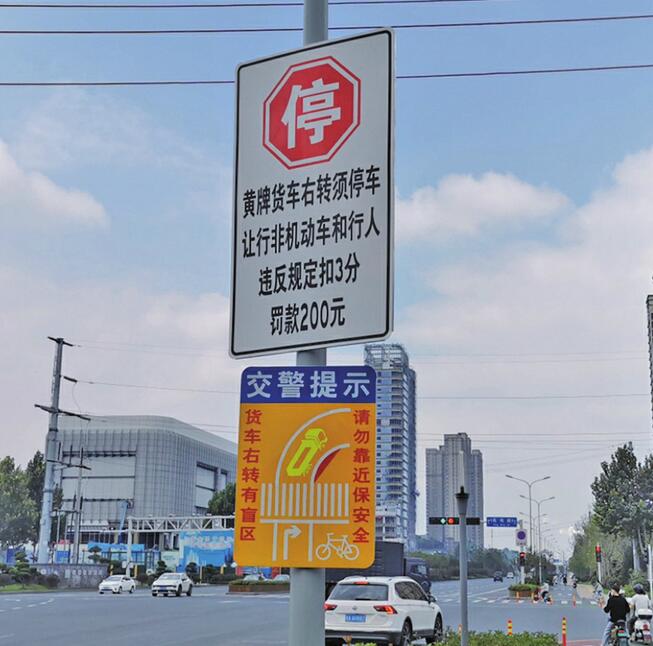 停
黄牌货车右转须停车
让行非机动车和行人
违反规定扣3分
罚款200元
交警提示
货车右转有盲区
请勿靠近保安全